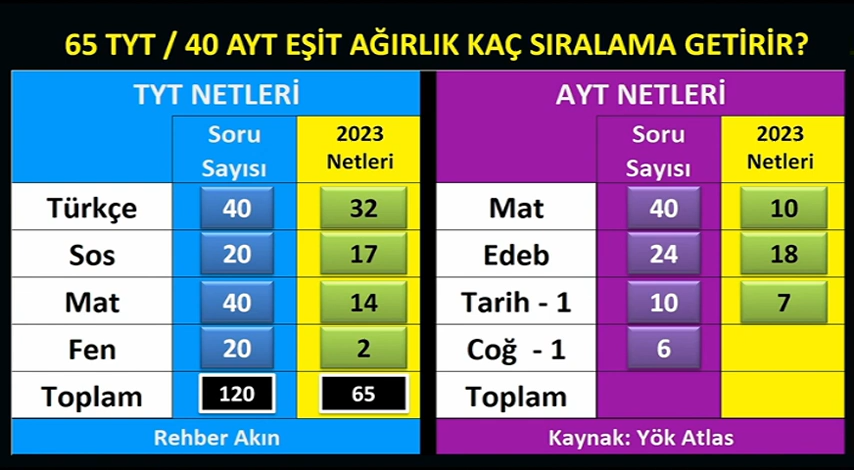 65 TYT / 40 AYT EŞİT AĞIRLIK KAÇ SIRALAMA GETİRİR?
TYT NETLERİ
Soru Sayısı 2023 Netleri
Türkçe 40 32
Sos 20 17
Mat 40 14
Fen 20 2
Toplam 120 65
Rehber Akın
AYT NETLERİ
Soru Sayısı 2023 Netleri
Mat 40 10
Edeb 24 18
Tarih - 1 10 7
Coğ - 1 6
Toplam
Kaynak: Yök Atlas